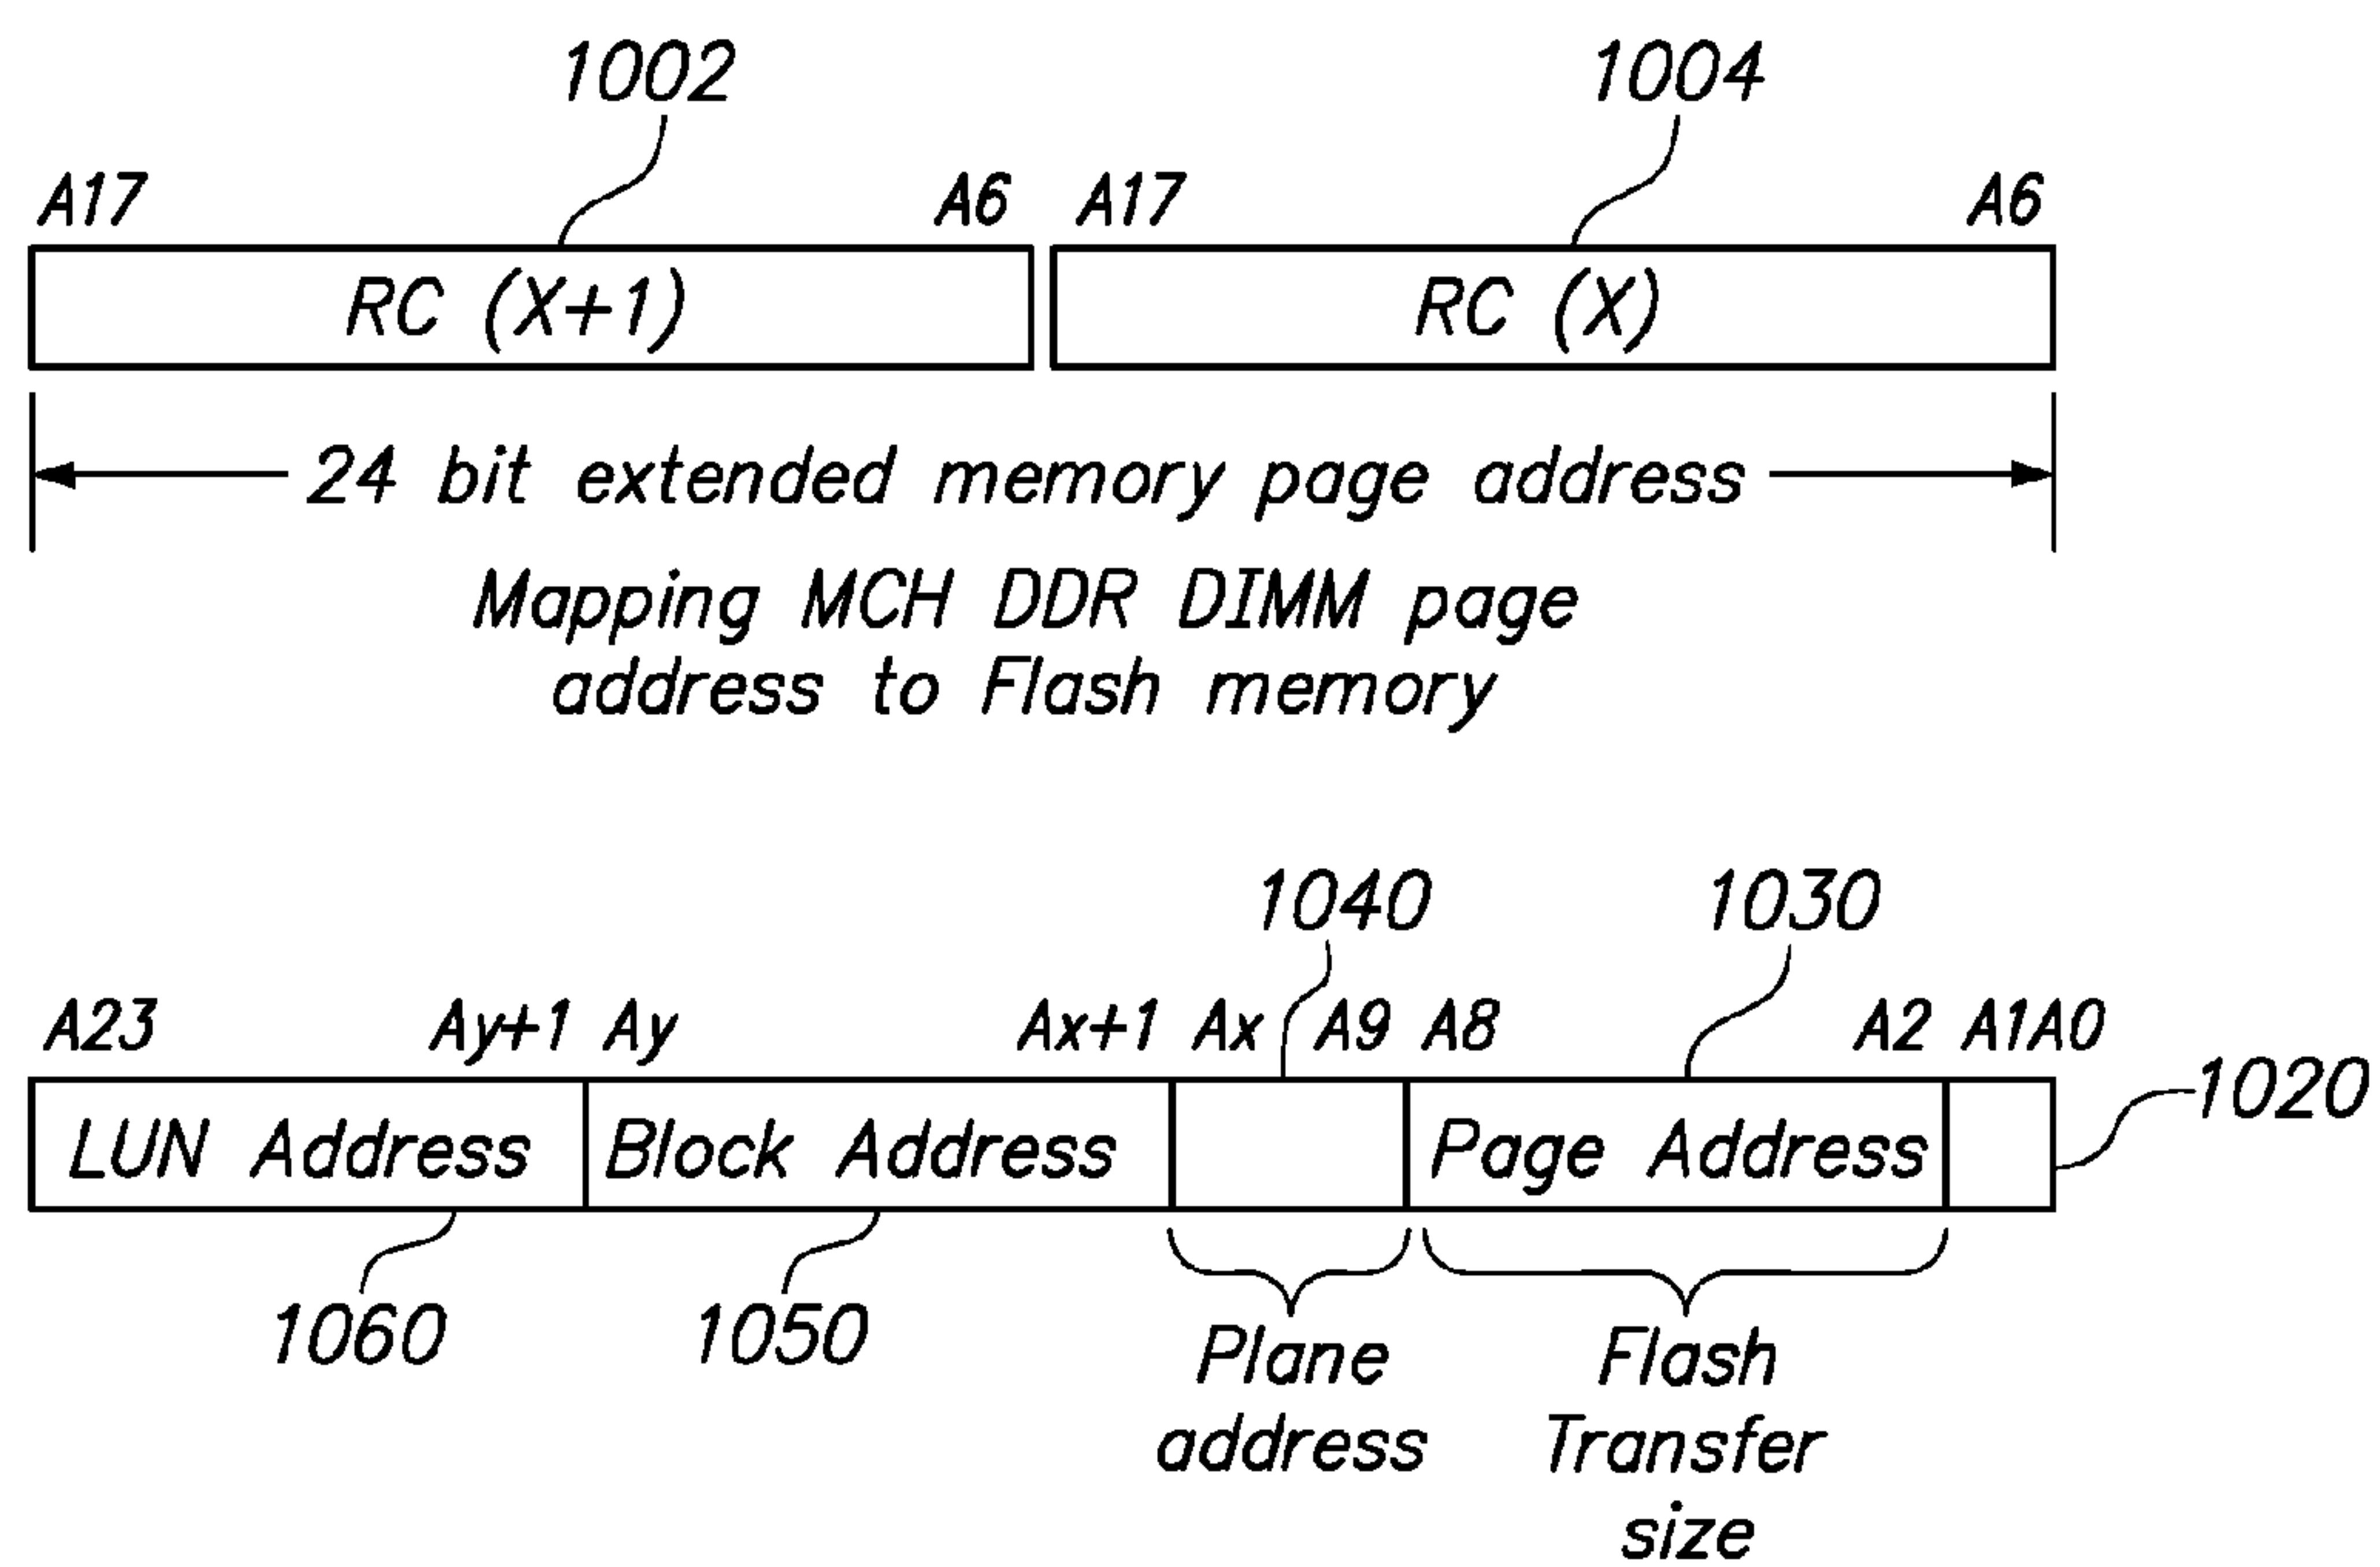 1002 1004
A17 A6 A17 A6
RC (X+1) RC (X)
24 bit extended memory page address
Mapping MCH DDR DIMM page
address to Flash memory
1040 1030
A23 Ay+1 Ay Ax+1 Ax A9 A8 A2 A1A0
1020
LUN Address Block Address Page Address
1060 1050
Plane
address
Flash
Transfer
size